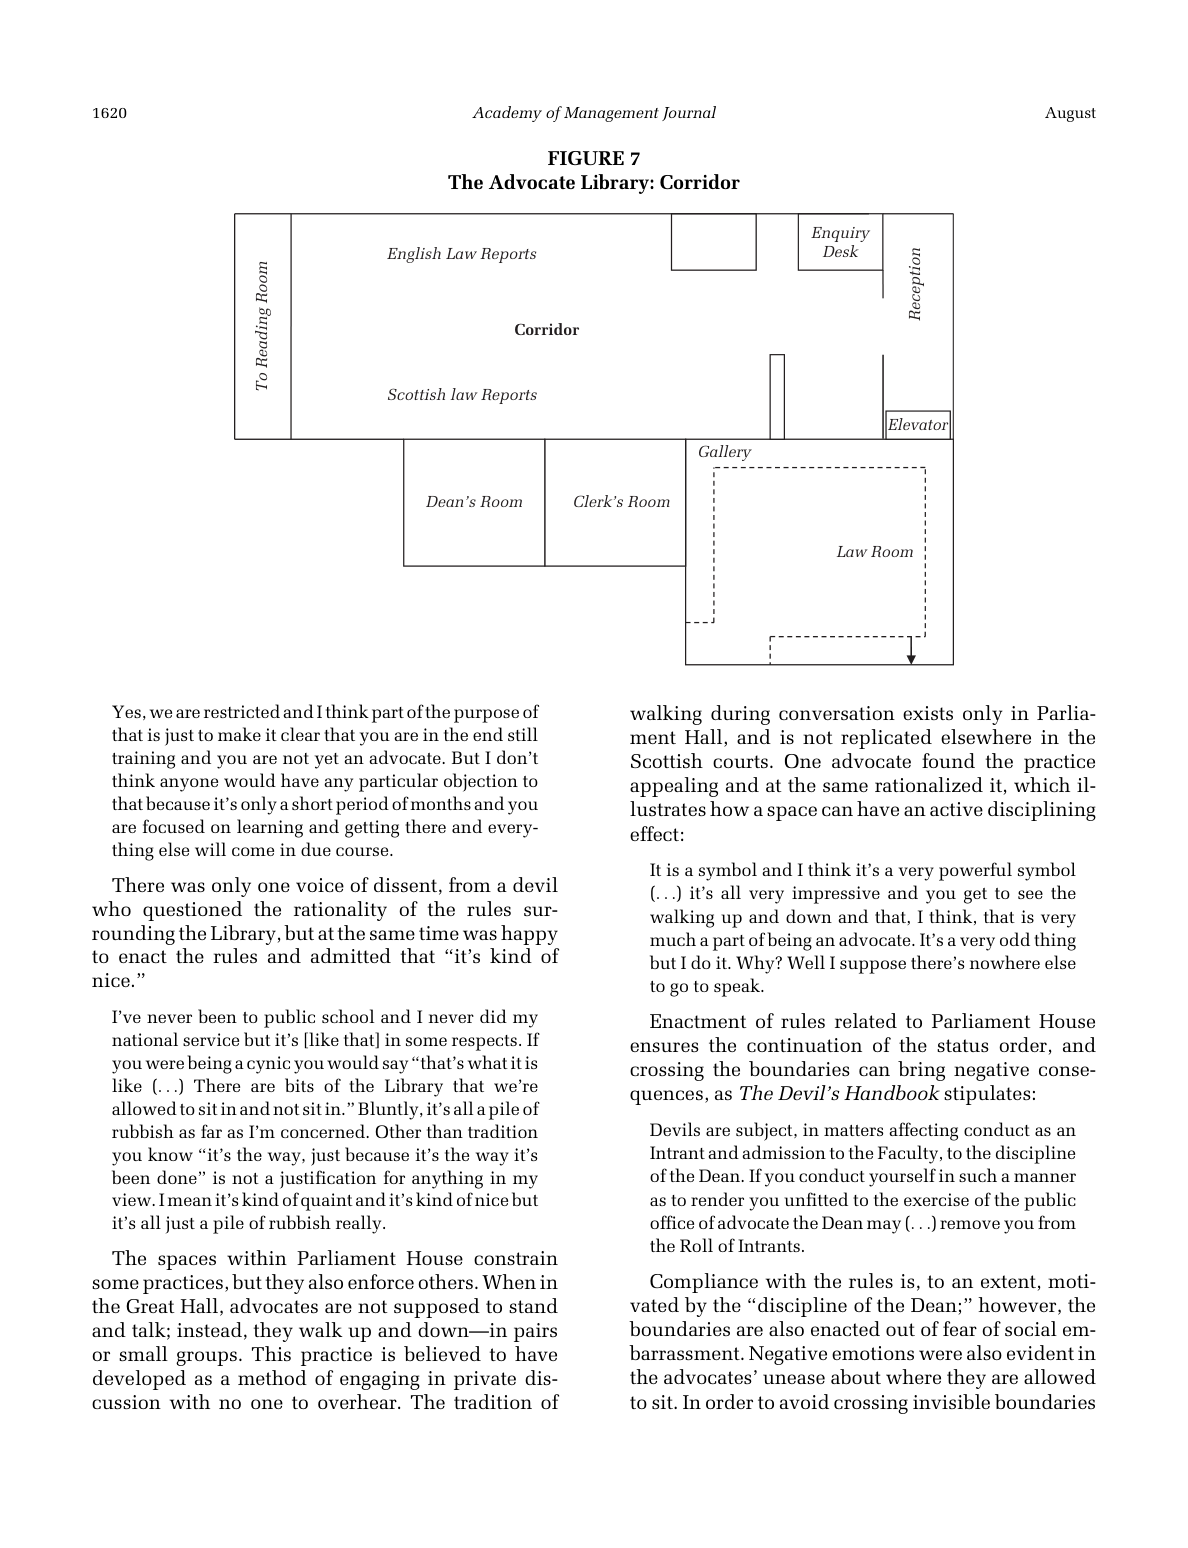 1620
Academy of Management Journal
August
FIGURE 7
The Advocate Library: Corridor
To Reading Room
English Law Reports
Enquiry
Desk
Reception
Corridor
Scottish law Reports
Elevator
Gallery
Dean’s Room
Clerk’s Room
Law Room
Yes, we are restricted and I think part of the purpose of
that is just to make it clear that you are in the end still
training and you are not yet an advocate. But I don’t
think anyone would have any particular objection to
that because it’s only a short period of months and you
are focused on learning and getting there and every-
thing else will come in due course.
There was only one voice of dissent, from a devil
who questioned the rationality of the rules sur-
rounding the Library, but at the same time was happy
to enact the rules and admitted that “it’s kind of
nice.”
I’ve never been to public school and I never did my
national service but it’s [like that] in some respects. If
you were being a cynic you would say “that’s what it is
like (...) There are bits of the Library that we’re
allowed to sit in and not sit in.” Bluntly, it’s all a pile of
rubbish as far as I’m concerned. Other than tradition
you know “it’s the way, just because it’s the way it’s
been done” is not a justification for anything in my
view. I mean it’s kind of quaint and it’s kind of nice but
it’s all just a pile of rubbish really.
The spaces within Parliament House constrain
some practices, but they also enforce others. When in
the Great Hall, advocates are not supposed to stand
and talk; instead, they walk up and down—in pairs
or small groups. This practice is believed to have
developed as a method of engaging in private dis-
cussion with no one to overhear. The tradition of
walking during conversation exists only in Parlia-
ment Hall, and is not replicated elsewhere in the
Scottish courts. One advocate found the practice
appealing and at the same rationalized it, which il-
lustrates how a space can have an active disciplining
effect:
It is a symbol and I think it’s a very powerful symbol
(...) it’s all very impressive and you get to see the
walking up and down and that, I think, that is very
much a part of being an advocate. It’s a very odd thing
but I do it. Why? Well I suppose there’s nowhere else
to go to speak.
Enactment of rules related to Parliament House
ensures the continuation of the status order, and
crossing the boundaries can bring negative conse-
quences, as The Devil’s Handbook stipulates:
Devils are subject, in matters affecting conduct as an
Intrant and admission to the Faculty, to the discipline
of the Dean. If you conduct yourself in such a manner
as to render you unfitted to the exercise of the public
office of advocate the Dean may (...) remove you from
the Roll of Intrants.
Compliance with the rules is, to an extent, moti-
vated by the “discipline of the Dean;” however, the
boundaries are also enacted out of fear of social em-
barrassment. Negative emotions were also evident in
the advocates’ unease about where they are allowed
to sit. In order to avoid crossing invisible boundaries